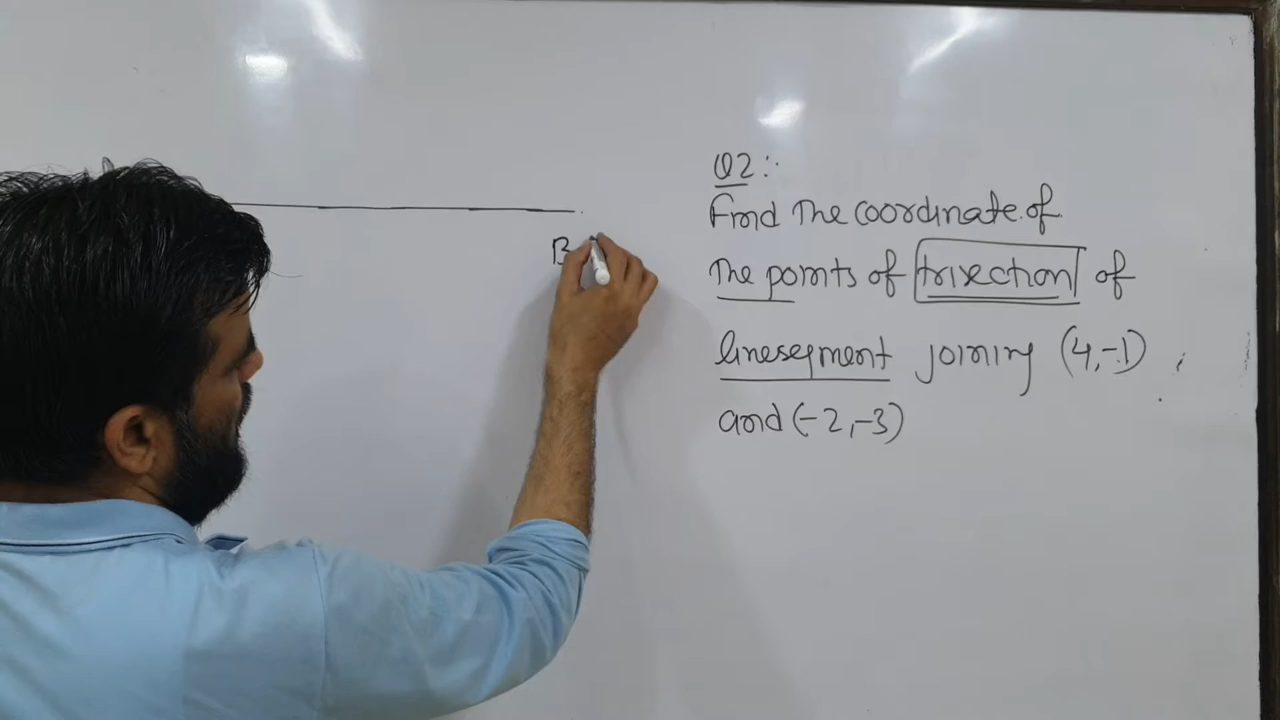 B
Q2:
Find The coordinate of
The points of trisection of
linesegment joining (4,-1)
and (-2,-3)